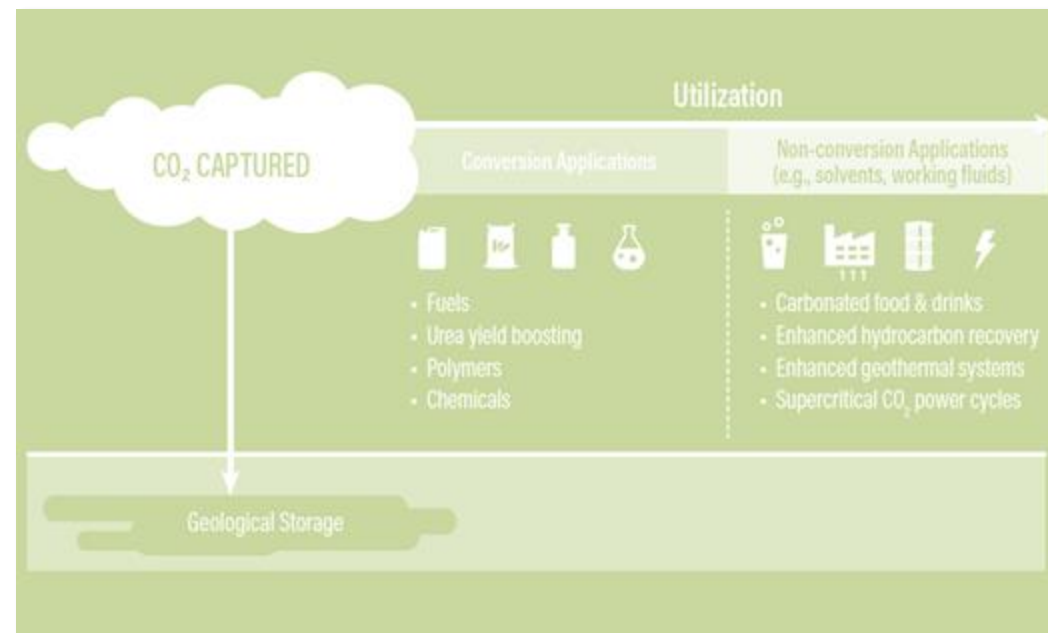 Utilization
CO₂ CAPTURED
Conversion Applications
Non-conversion Applications
(e.g., solvents, working fluids)
• Fuels
• Urea yield boosting
• Polymers
• Chemicals
• Carbonated food & drinks
• Enhanced hydrocarbon recovery
• Enhanced geothermal systems
• Supercritical CO₂ power cycles
Geological Storage